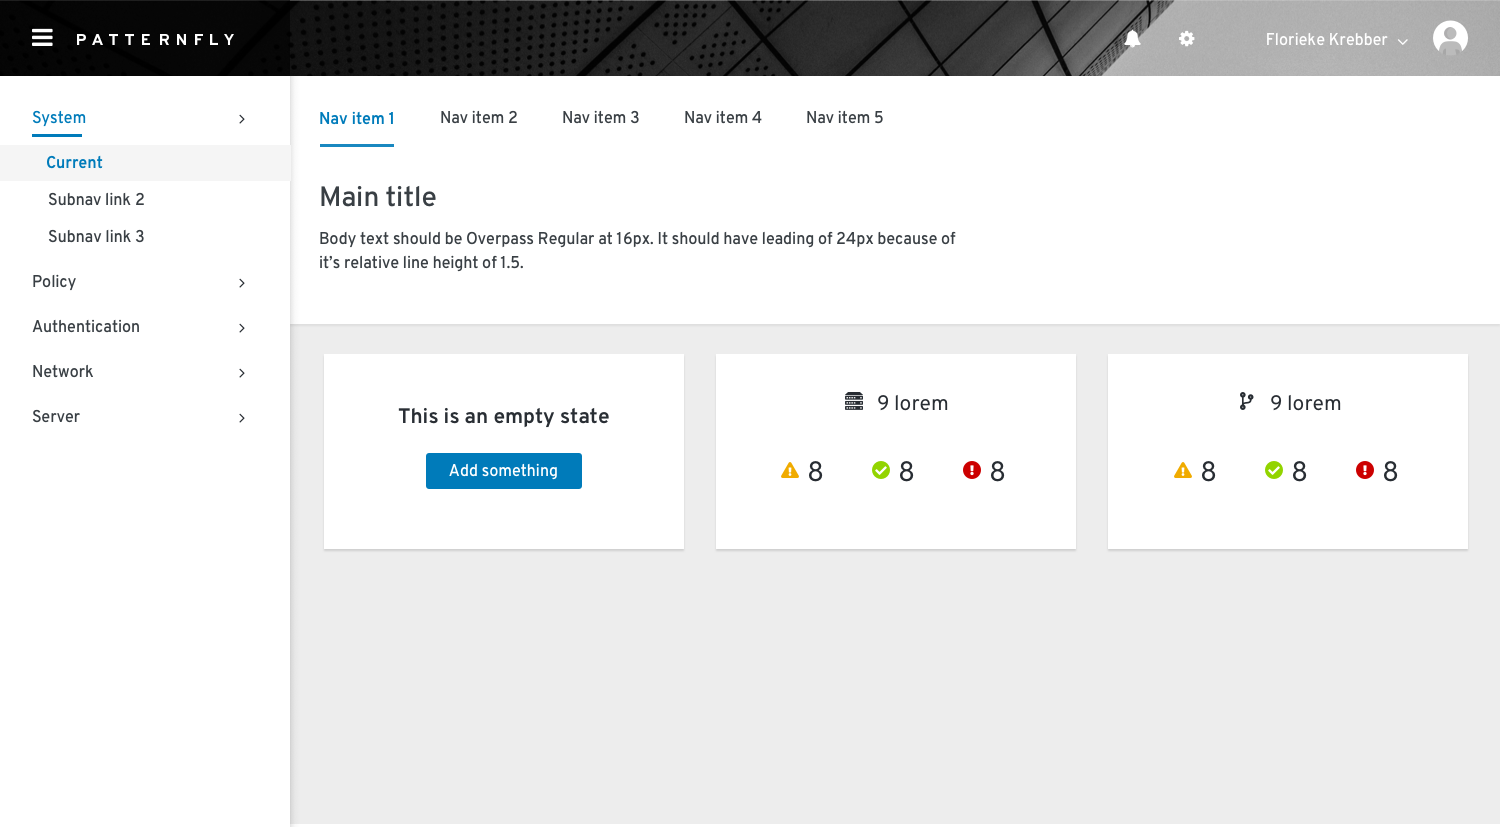 PATTERNFLY
Florieke Krebber
System
Current
Subnav link 2
Subnav link 3
Policy
Authentication
Network
Server
Nav item 1 Nav item 2 Nav item 3 Nav item 4 Nav item 5
Main title
Body text should be Overpass Regular at 16px. It should have leading of 24px because of
it’s relative line height of 1.5.
This is an empty state
Add something
9 lorem
8 8 8
9 lorem
8 8 8